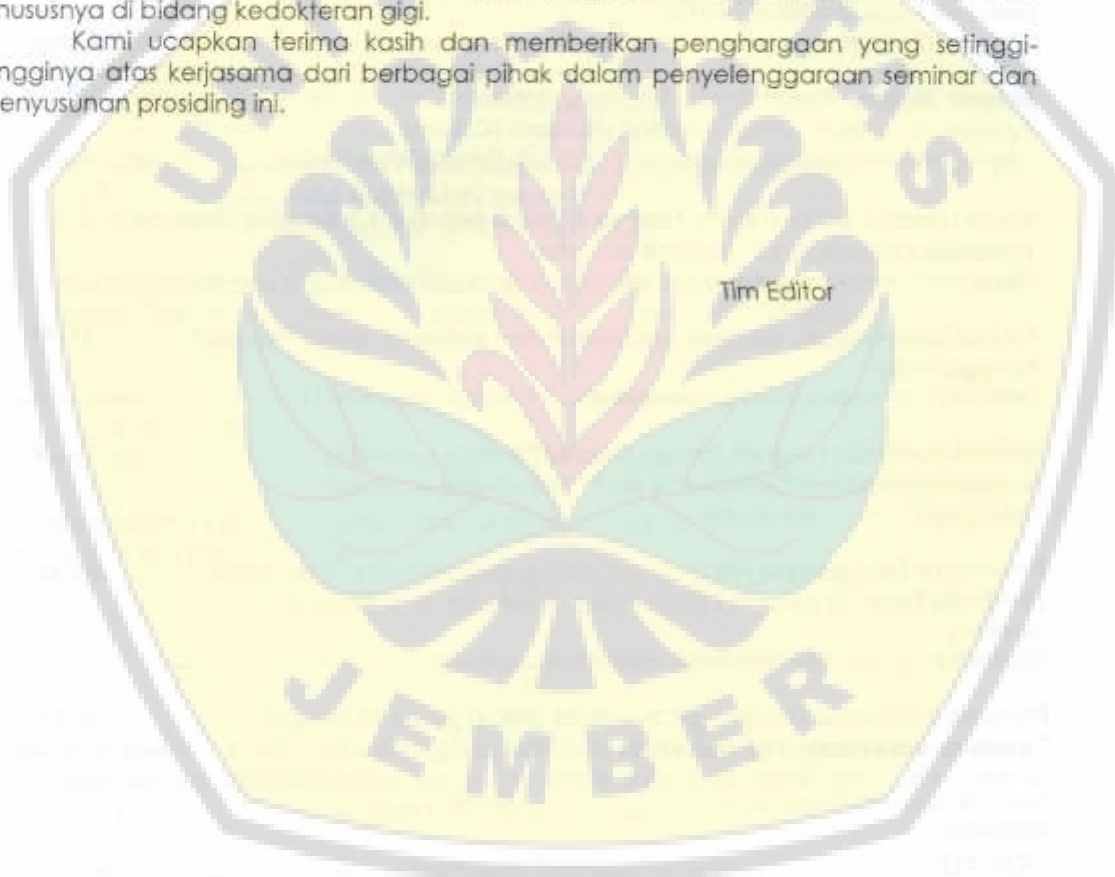 hususnya di bidang kedokteran gigi.
Kami ucapkan terima kasih dan memberikan penghargaan yang setinggi-
ngginya atas kerjasama dari berbagai pihak dalam penyelenggaraan seminar dan
enyusunan prosiding ini.
Tim Editor
JEMBER